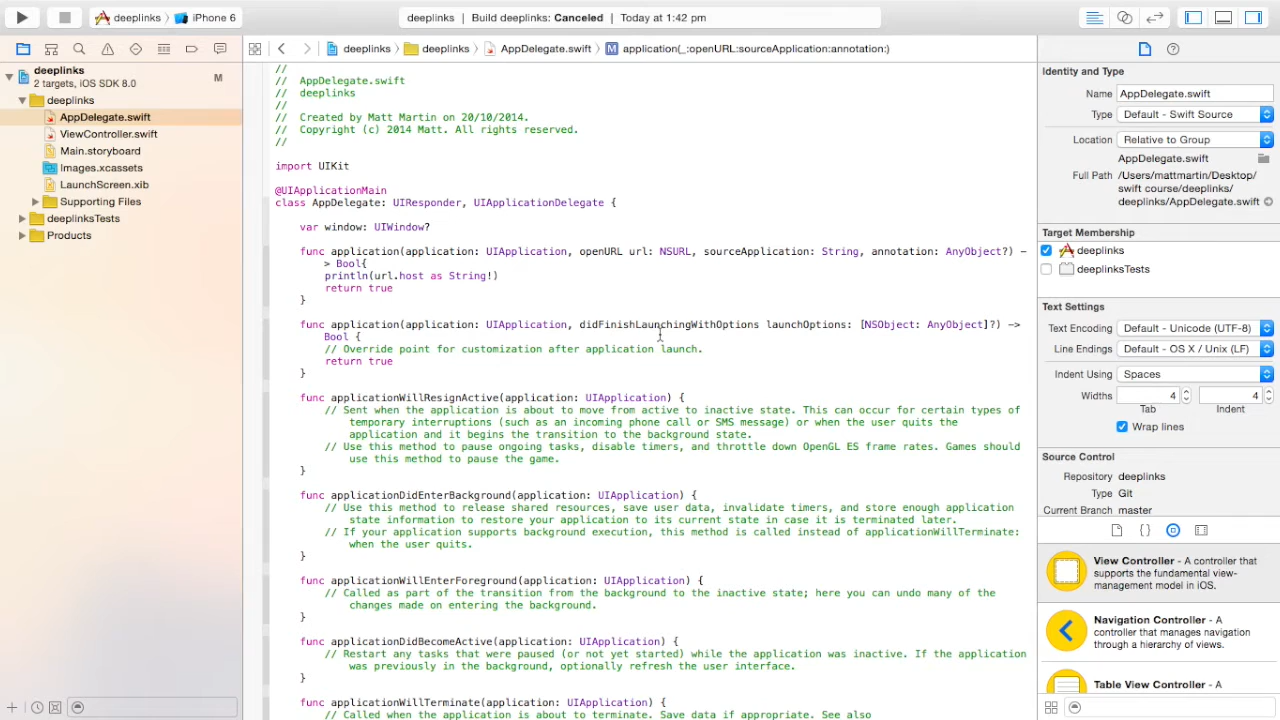 deeplinks
iPhone 6
deeplinks | Build deeplinks: Canceled | Today at 1:42 pm
deeplinks
2 targets, iOS SDK 8.0
M
deeplinks
AppDelegate.swift
ViewController.swift
Main.storyboard
Images.xcassets
LaunchScreen.xib
Supporting Files
deeplinksTests
Products
deeplinks
deeplinks
AppDelegate.swift
M application(_:openURL:sourceApplication:annotation:)
//
//  AppDelegate.swift
//  deeplinks
//
//  Created by Matt Martin on 20/10/2014.
//  Copyright (c) 2014 Matt. All rights reserved.
//
import UIKit
@UIApplicationMain
class AppDelegate: UIResponder, UIApplicationDelegate {
var window: UIWindow?
func application(application: UIApplication, openURL url: NSURL, sourceApplication: String, annotation: AnyObject?) -
> Bool{
println(url.host as String!)
return true
}
func application(application: UIApplication, didFinishLaunchingWithOptions launchOptions: [NSObject: AnyObject]?) ->
Bool {
// Override point for customization after application launch.
return true
}
func applicationWillResignActive(application: UIApplication) {
// Sent when the application is about to move from active to inactive state. This can occur for certain types of
temporary interruptions (such as an incoming phone call or SMS message) or when the user quits the
application and it begins the transition to the background state.
// Use this method to pause ongoing tasks, disable timers, and throttle down OpenGL ES frame rates. Games should
use this method to pause the game.
}
func applicationDidEnterBackground(application: UIApplication) {
// Use this method to release shared resources, save user data, invalidate timers, and store enough application
state information to restore your application to its current state in case it is terminated later.
// If your application supports background execution, this method is called instead of applicationWillTerminate:
when the user quits.
}
func applicationWillEnterForeground(application: UIApplication) {
// Called as part of the transition from the background to the inactive state; here you can undo many of the
changes made on entering the background.
}
func applicationDidBecomeActive(application: UIApplication) {
// Restart any tasks that were paused (or not yet started) while the application was inactive. If the application
was previously in the background, optionally refresh the user interface.
}
func applicationWillTerminate(application: UIApplication) {
// Called when the application is about to terminate. Save data if appropriate. See also
Identity and Type
Name AppDelegate.swift
Type Default - Swift Source
Location Relative to Group
AppDelegate.swift
Full Path /Users/mattmartin/Desktop/
swift course/deeplinks/
deeplinks/AppDelegate.swift
Target Membership
deeplinks
deeplinksTests
Text Settings
Text Encoding Default - Unicode (UTF-8)
Line Endings Default - OS X / Unix (LF)
Indent Using Spaces
Widths 4 4
Tab Indent
Wrap lines
Source Control
Repository deeplinks
Type Git
Current Branch master
{ }
View Controller - A controller that
supports the fundamental view-
management model in iOS.
Navigation Controller - A
controller that manages navigation
through a hierarchy of views.
Table View Controller - A